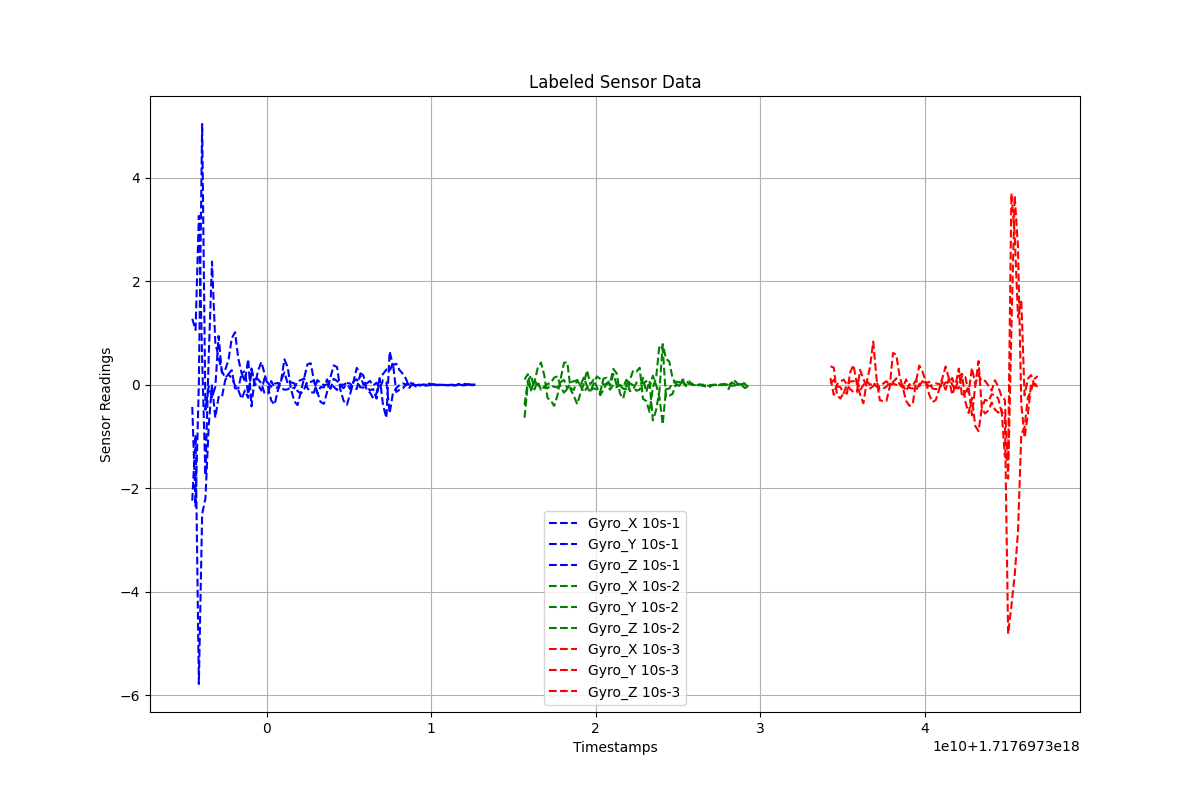 Labeled Sensor Data
Sensor Readings
4
2
0
−2
−4
−6
Gyro_X 10s-1
Gyro_Y 10s-1
Gyro_Z 10s-1
Gyro_X 10s-2
Gyro_Y 10s-2
Gyro_Z 10s-2
Gyro_X 10s-3
Gyro_Y 10s-3
Gyro_Z 10s-3
0 1 2 3 4
Timestamps
1e10+1.7176973e18